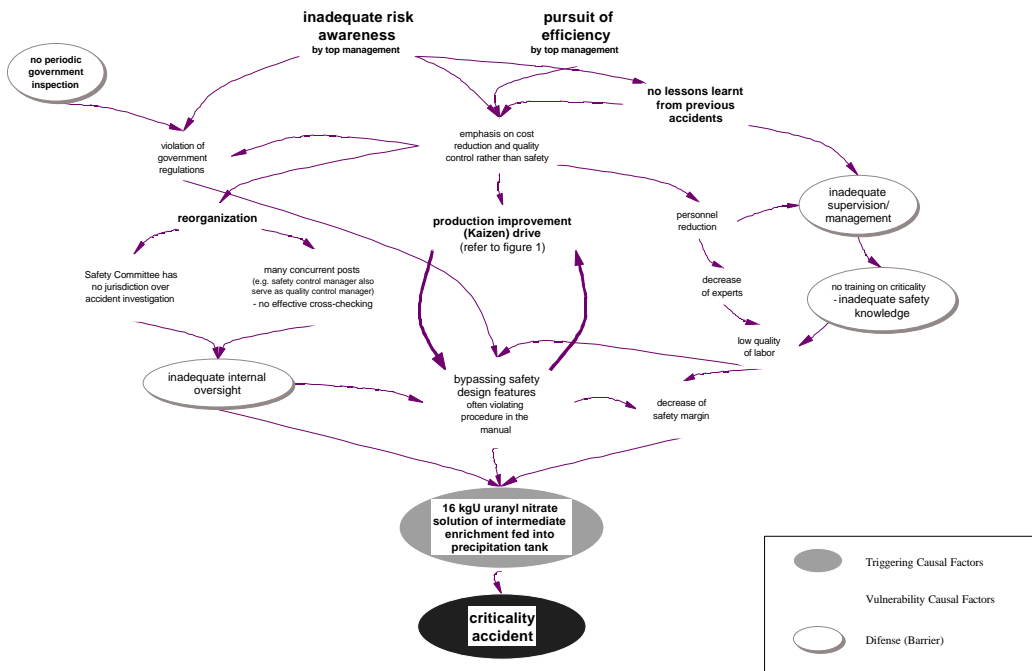 inadequate risk
awareness
by top management
pursuit of
efficiency
by top management
no periodic
government
inspection
no lessons learnt
from previous
accidents
violation of
government
regulations
emphasis on cost
reduction and quality
control rather than safety
inadequate
supervision/
management
reorganization
production improvement
(Kaizen) drive
(refer to figure 1)
personnel
reduction
Safety Committee has
no jurisdiction over
accident investigation
many concurrent posts
(e.g. safety control manager also
serve as quality control manager)
- no effective cross-checking
decrease
of experts
no training on criticality
- inadequate safety
knowledge
low quality
of labor
inadequate internal
oversight
bypassing safety
design features
often violating
procedure in the
manual
decrease of
safety margin
16 kgU uranyl nitrate
solution of intermediate
enrichment fed into
precipitation tank
criticality
accident
Triggering Causal Factors
Vulnerability Causal Factors
Difense (Barrier)